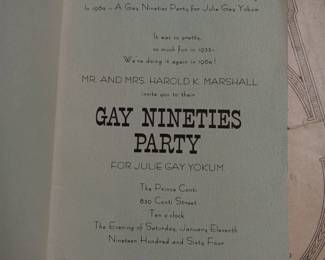 In 1964 – A Gay Nineties Party for Julie Gay Yokum
It was so pretty,
so much fun in 1933–
We're doing it again in 1964!
MR. AND MRS. HAROLD K. MARSHALL
invite you to their
GAY NINETIES
PARTY
FOR JULIE GAY YOKUM
The Prince Conti
830 Conti Street
Ten o'clock
The Evening of Saturday, January Eleventh
Nineteen Hundred and Sixty Four